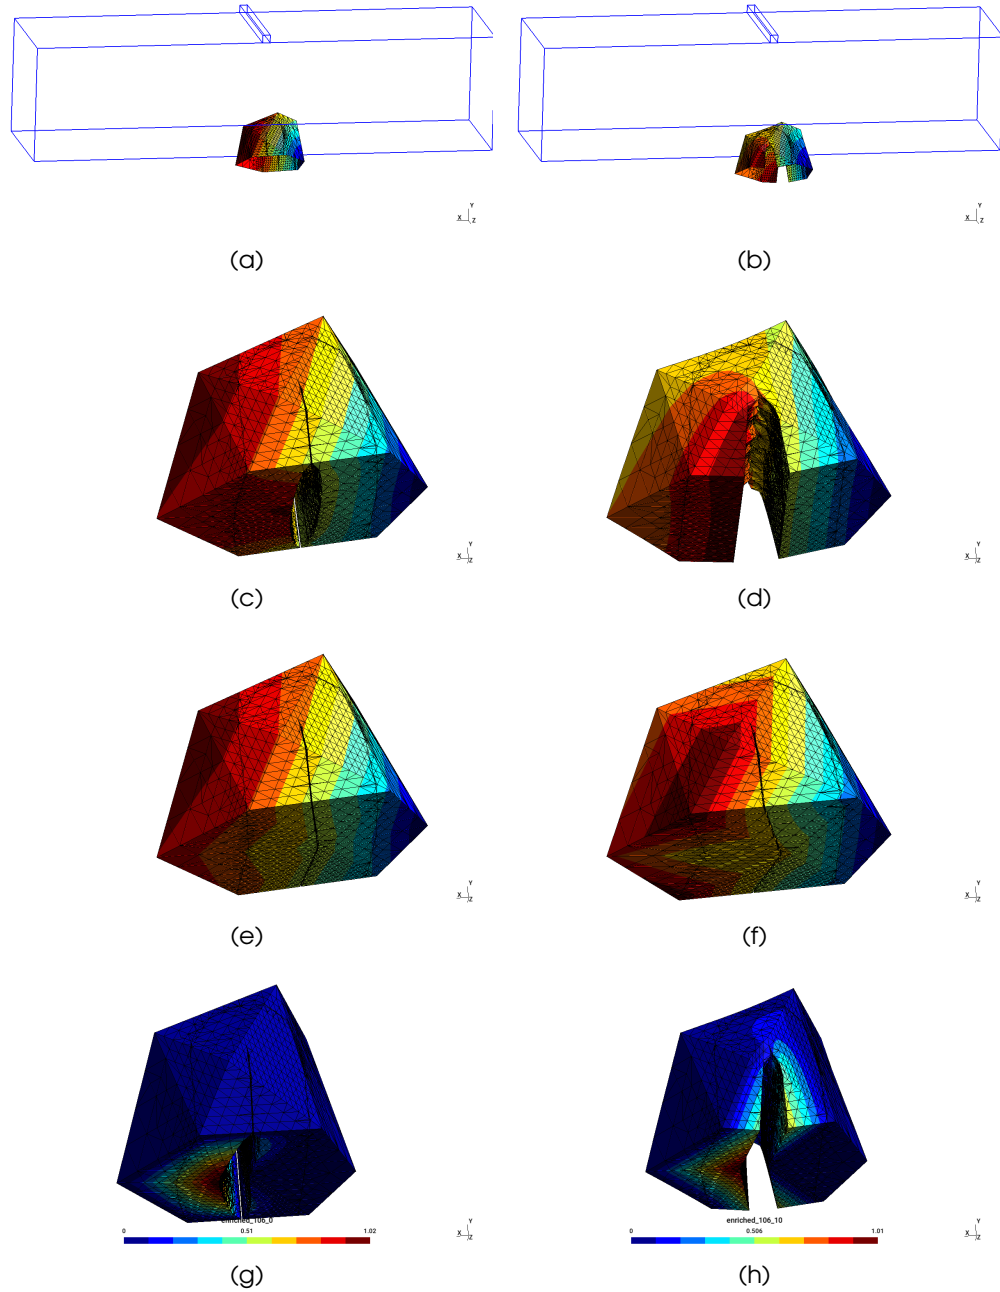 Y
X Z
Y
X Z
(a)
(b)
Y
X Z
Y
X Z
(c)
(d)
Y
X Z
Y
X Z
(e)
(f)
enriched_106_0
0 0.51 1.02
Y
X Z
enriched_106_10
0 0.506 1.01
Y
X Z
(g)
(h)